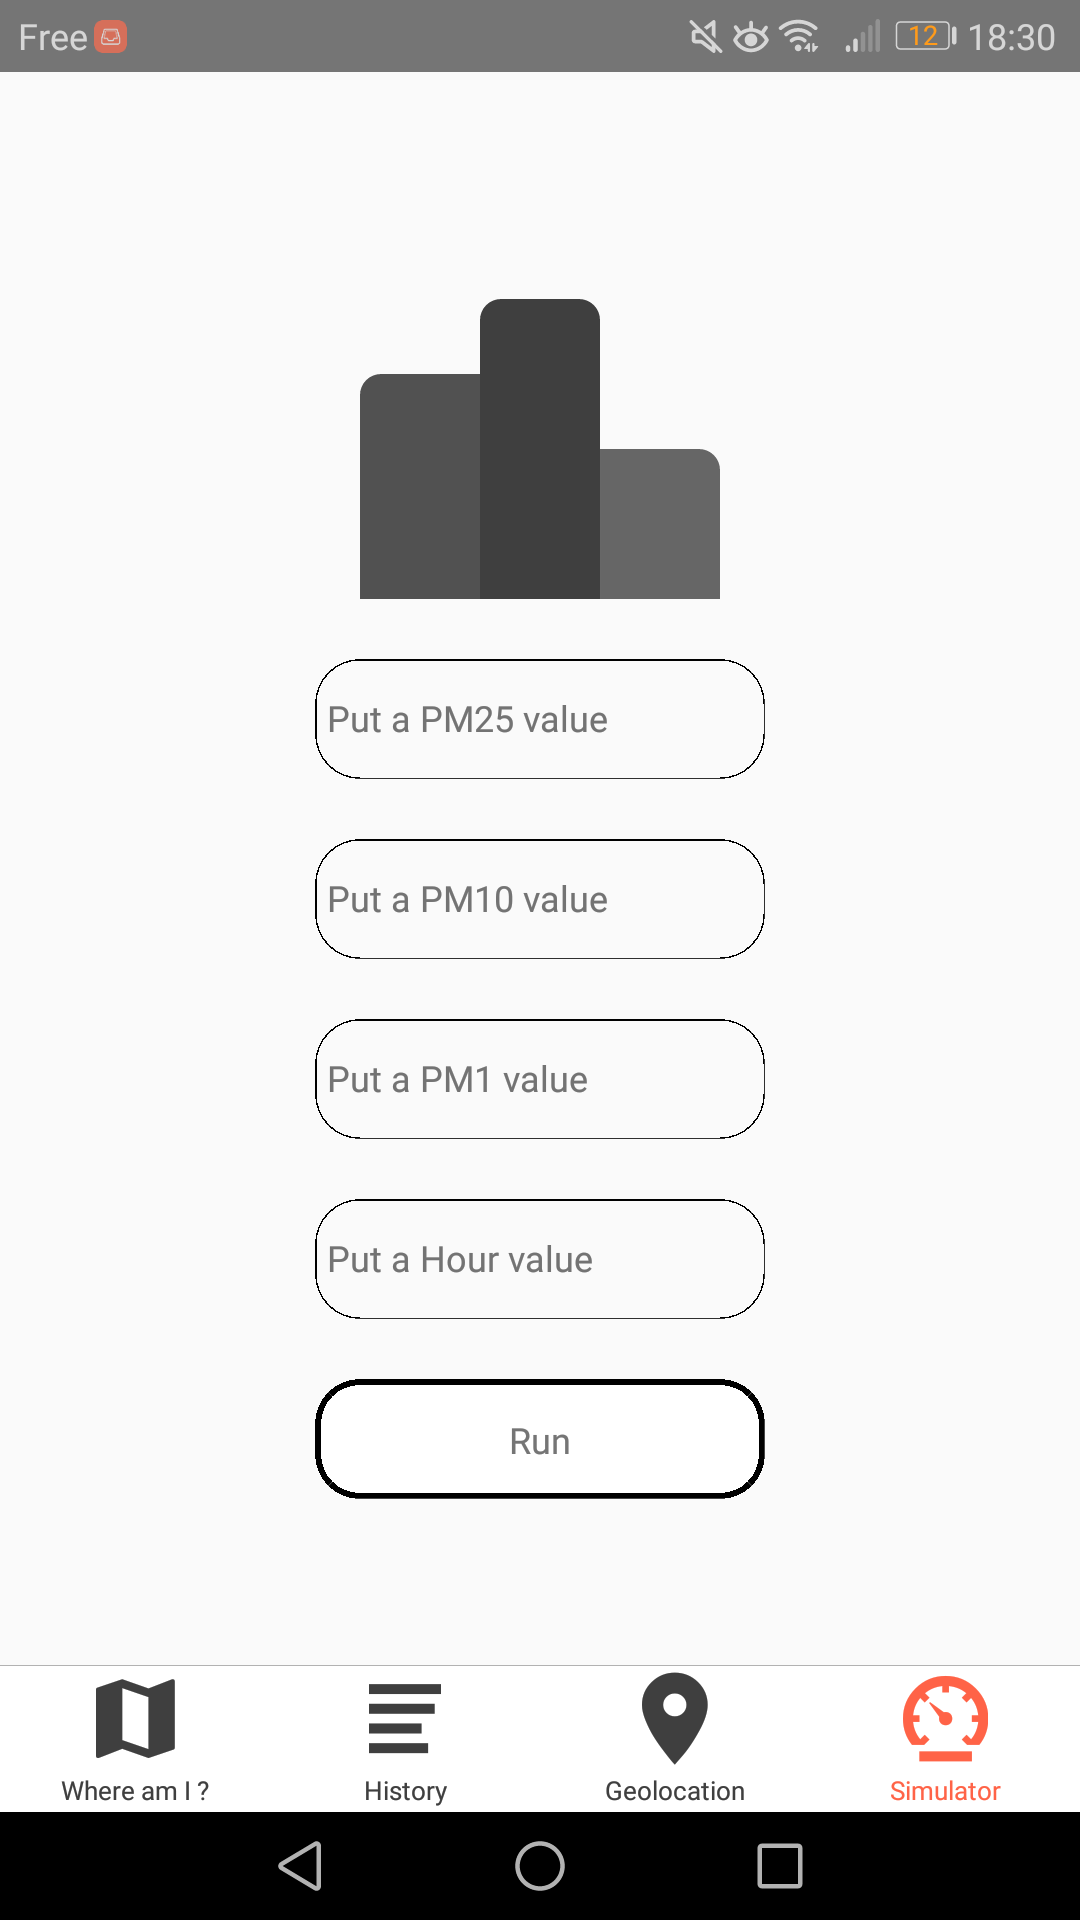 Free 12 18:30
Put a PM25 value
Put a PM10 value
Put a PM1 value
Put a Hour value
Run
Where am I ? History Geolocation Simulator